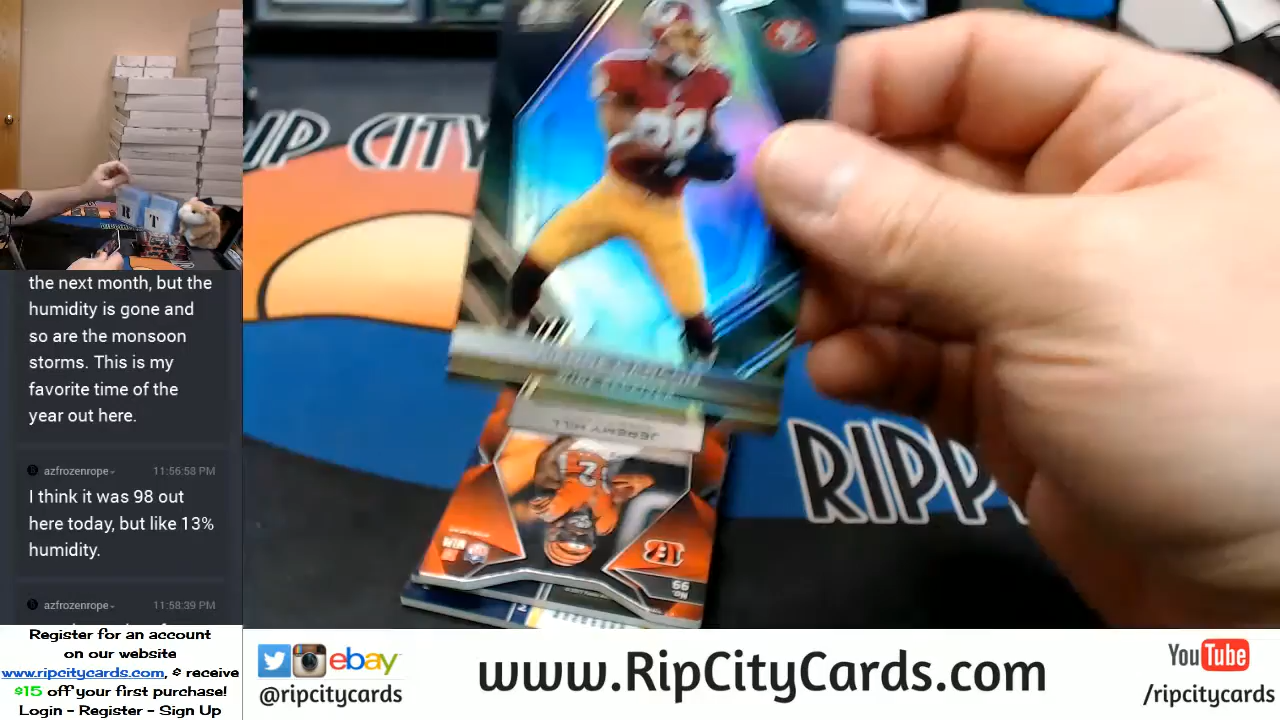 the next month, but the
humidity is gone and
so are the monsoon
storms. This is my
favorite time of the
year out here.
azfrozenrope 11:56:58 PM
I think it was 98 out
here today, but like 13%
humidity.
azfrozenrope 11:58:39 PM
Register for an account
on our website
www.ripcitycards.com, & receive
$15 off your first purchase!
Login - Register - Sign Up
R T
CITY
99
JEREMY HILL
No. 99
RIPP
ebay
@ripcitycards
www.RipCityCards.com
YouTube
/ripcitycards